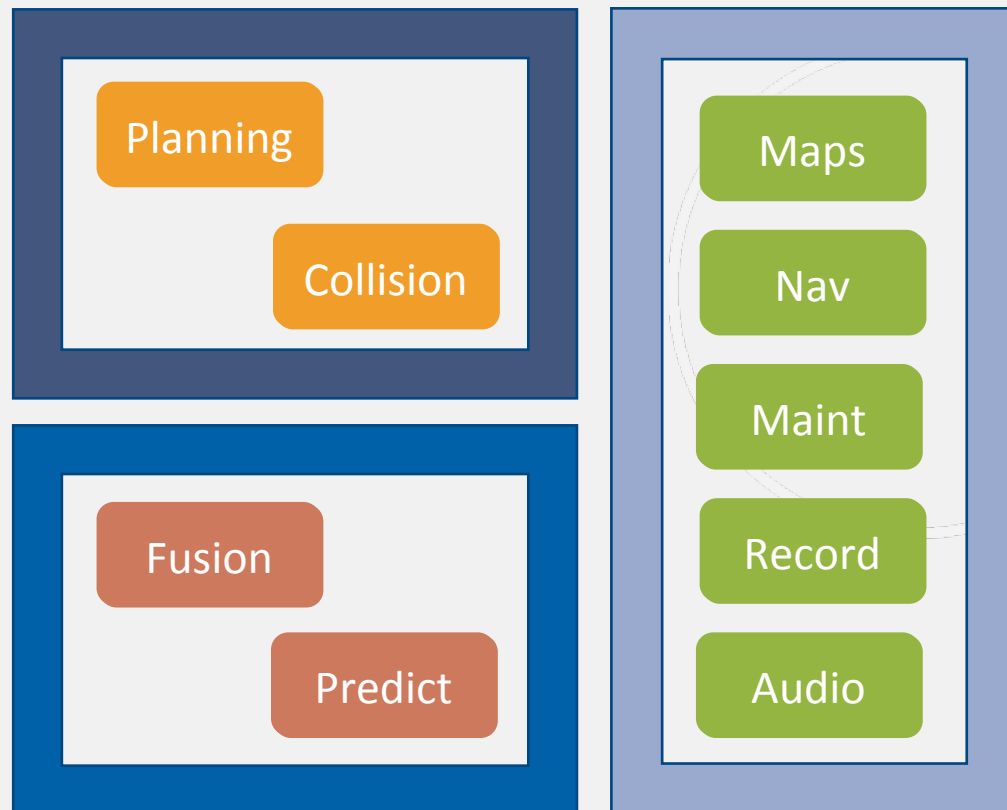 Planning
Collision
Fusion
Predict
Maps
Nav
Maint
Record
Audio